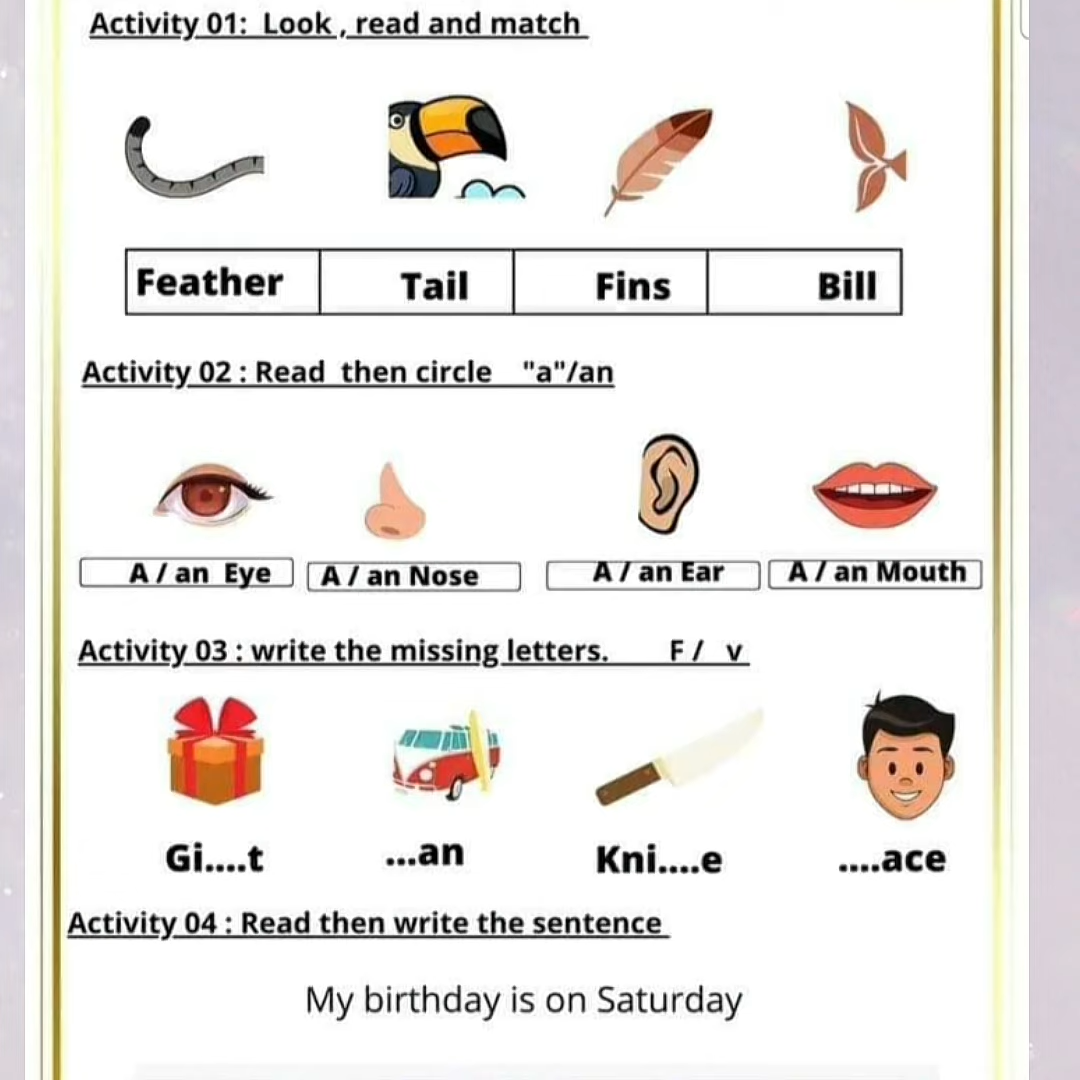 Activity 01: Look , read and match
Feather Tail Fins Bill
Activity 02 : Read then circle "a"/an
A / an Eye A / an Nose A / an Ear A / an Mouth
Activity 03 : write the missing letters. F / v
Gi....t ...an Kni....e ....ace
Activity 04 : Read then write the sentence
My birthday is on Saturday